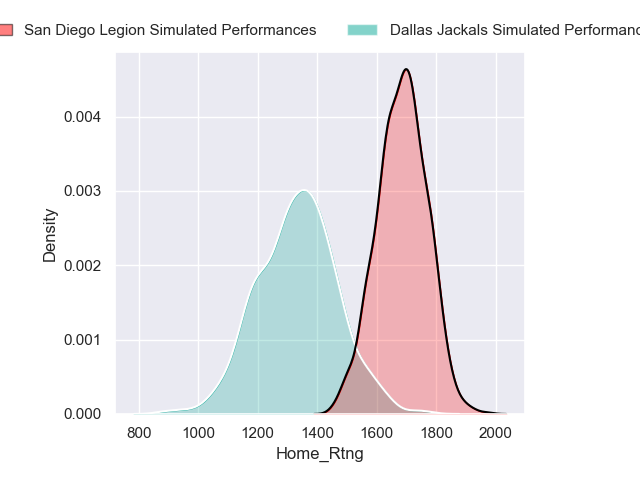 San Diego Legion Simulated Performances
Dallas Jackals Simulated Performanc
0.004
0.003
0.002
0.001
0.000
Density
800 1000 1200 1400 1600 1800 2000
Home_Rtng